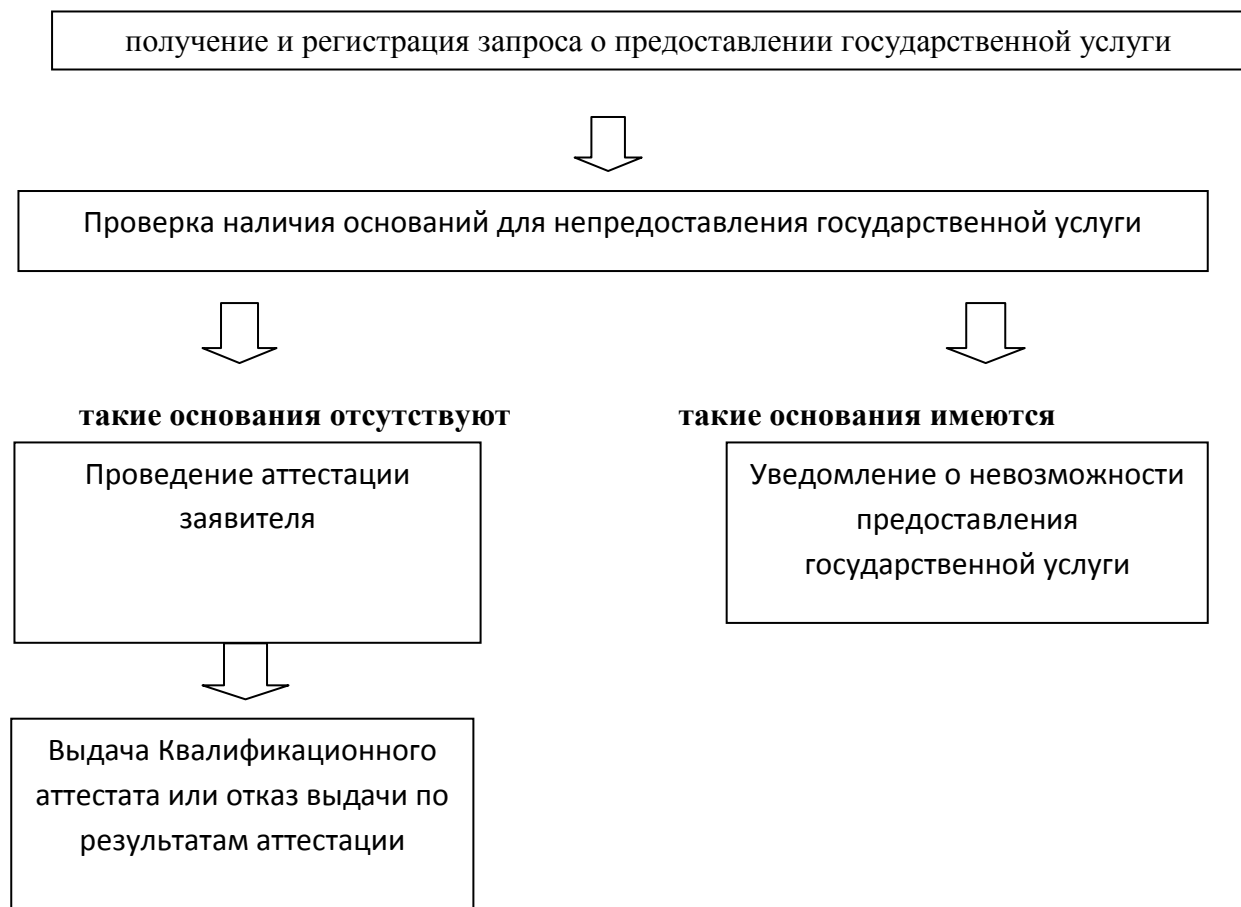 получение и регистрация запроса о предоставлении государственной услуги
Проверка наличия оснований для непредоставления государственной услуги
такие основания отсутствуют
такие основания имеются
Проведение аттестации
заявителя
Уведомление о невозможности
предоставления
государственной услуги
Выдача Квалификационного
аттестата или отказ выдачи по
результатам аттестации